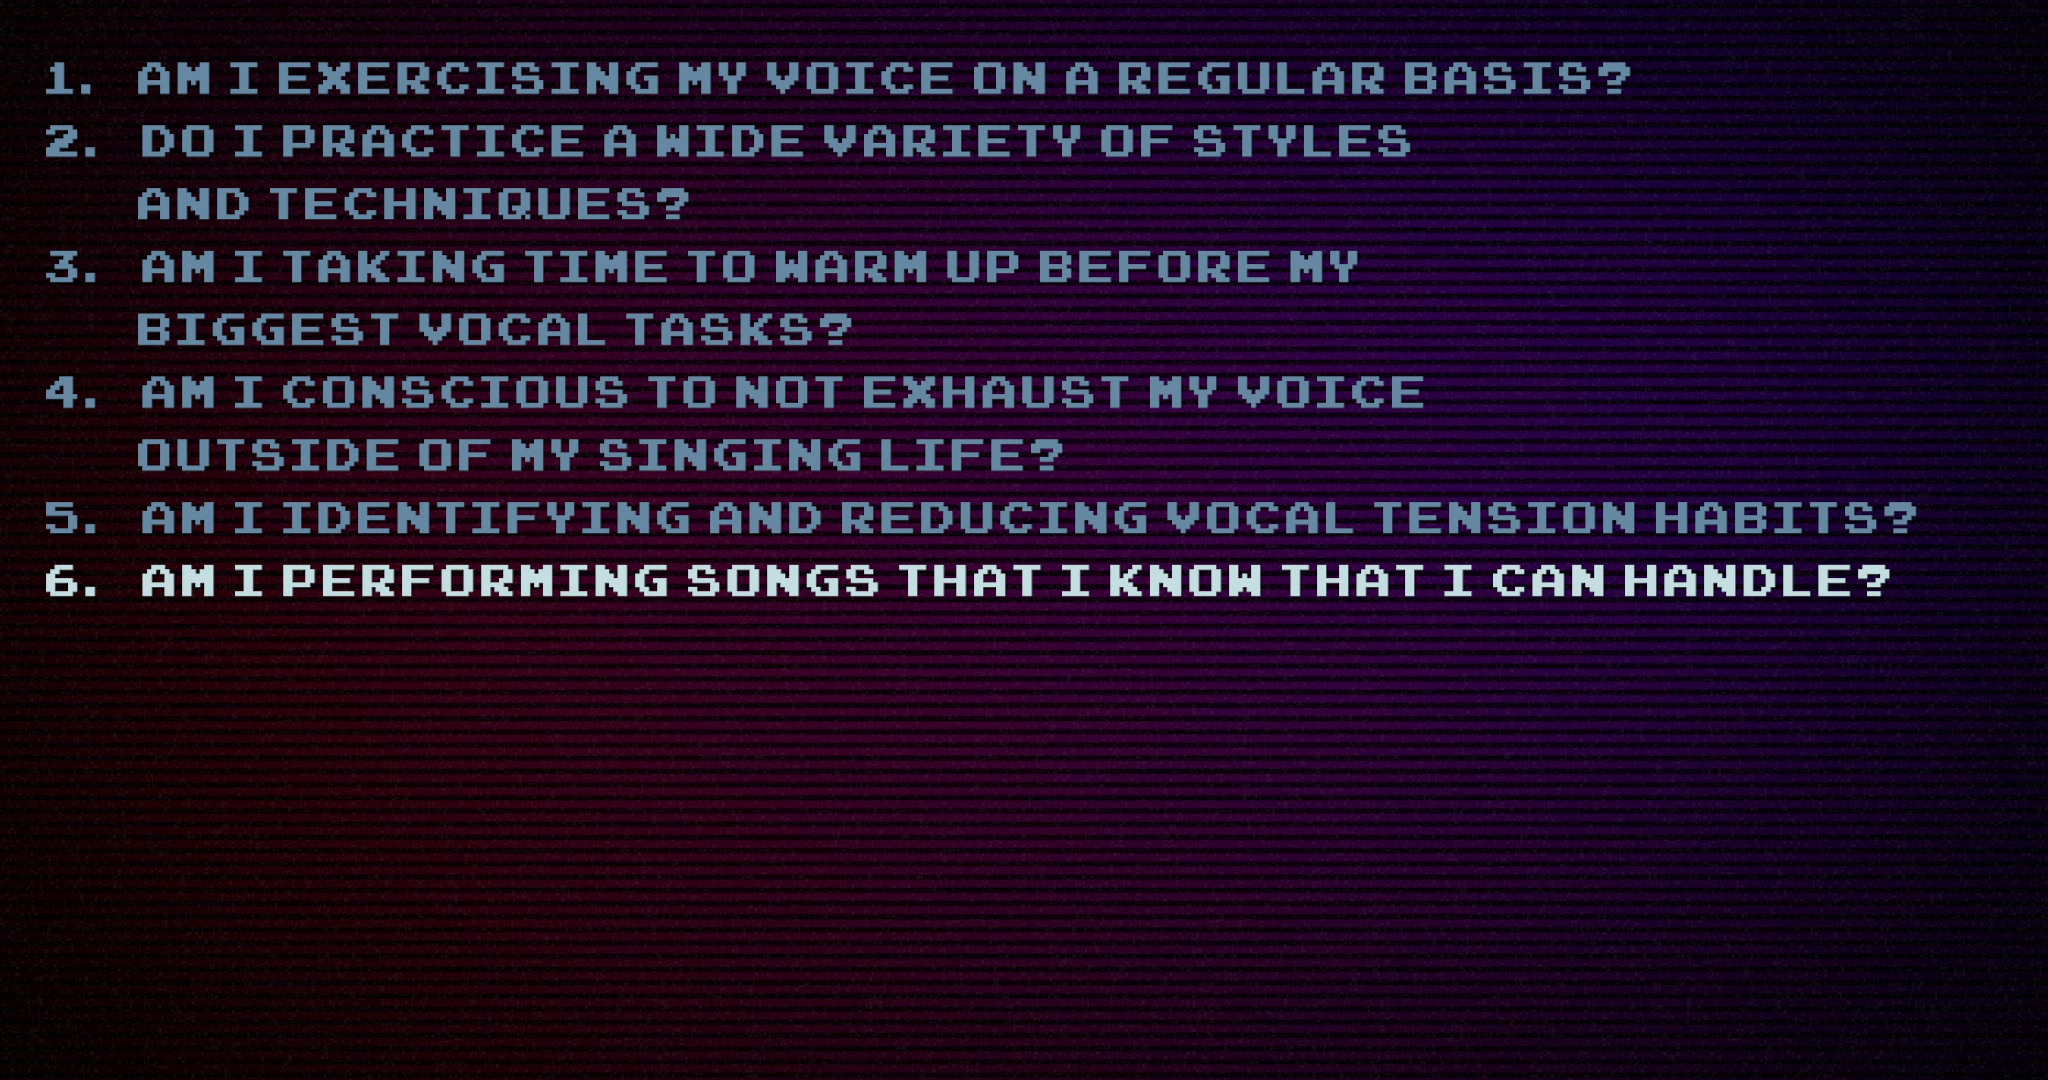 1. AM I EXERCISING MY VOICE ON A REGULAR BASIS?
2. DO I PRACTICE A WIDE VARIETY OF STYLES
AND TECHNIQUES?
3. AM I TAKING TIME TO WARM UP BEFORE MY
BIGGEST VOCAL TASKS?
4. AM I CONSCIOUS TO NOT EXHAUST MY VOICE
OUTSIDE OF MY SINGING LIFE?
5. AM I IDENTIFYING AND REDUCING VOCAL TENSION HABITS?
6. AM I PERFORMING SONGS THAT I KNOW THAT I CAN HANDLE?